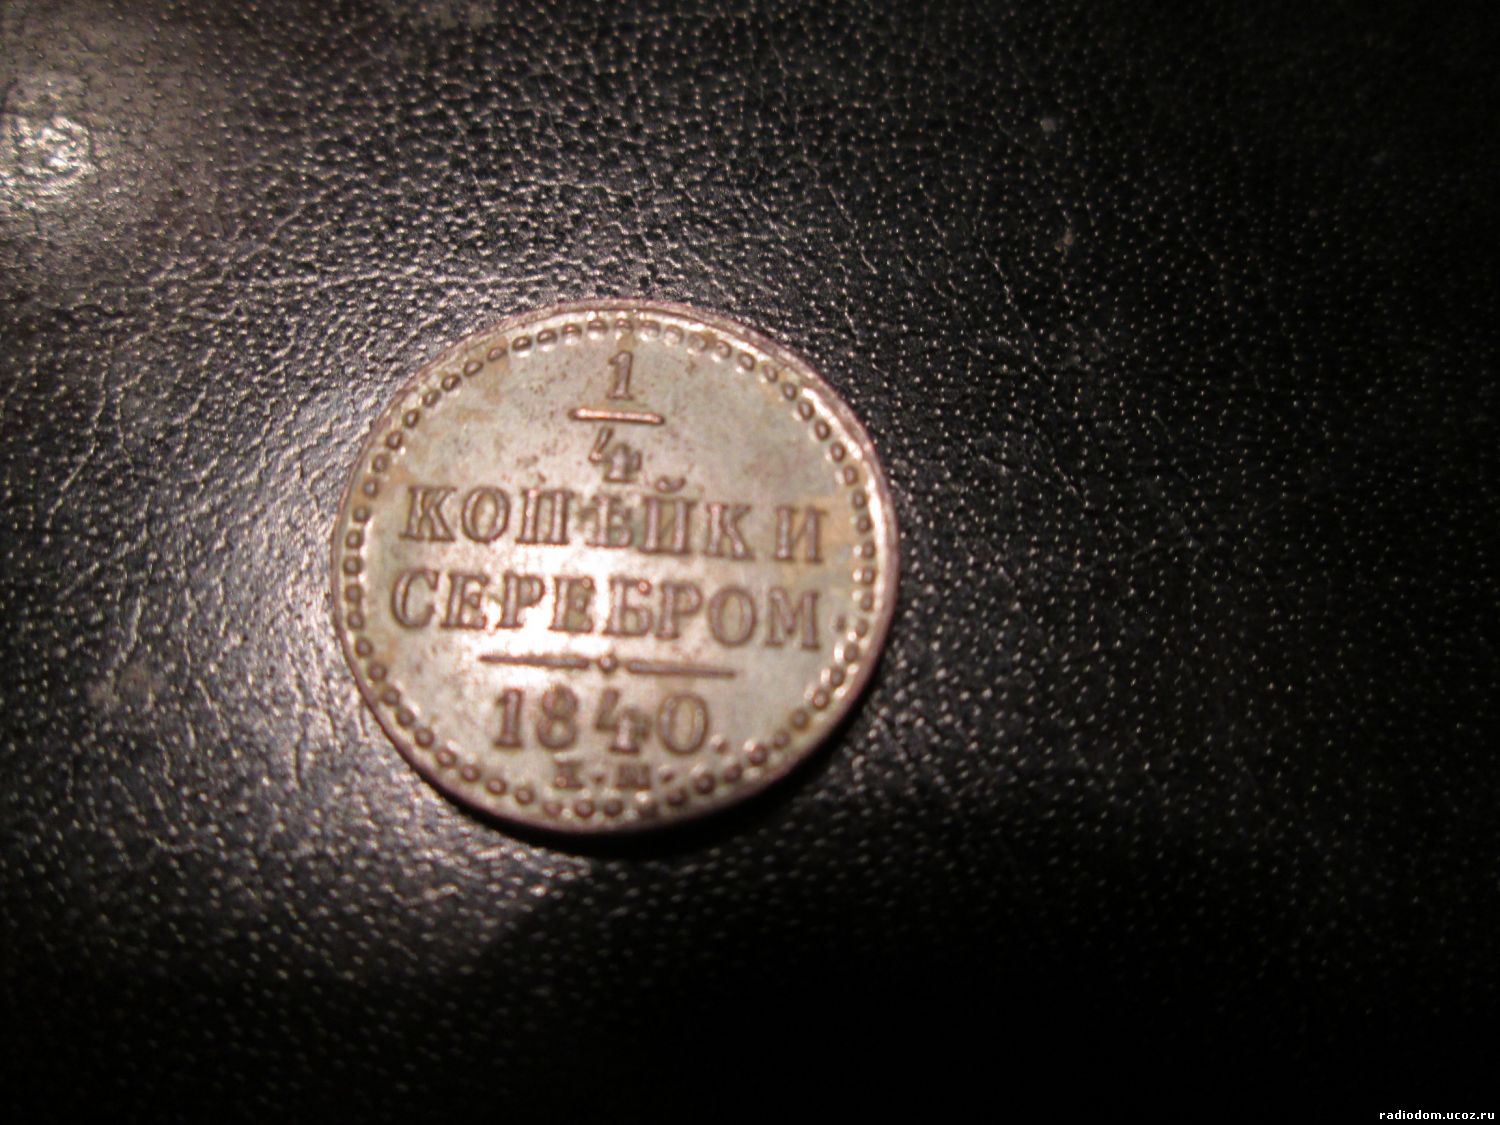 1
4
КОПѢЙКИ
СЕРЕБРОМ.
1840.
Е. М.
radiodom.ucoz.ru